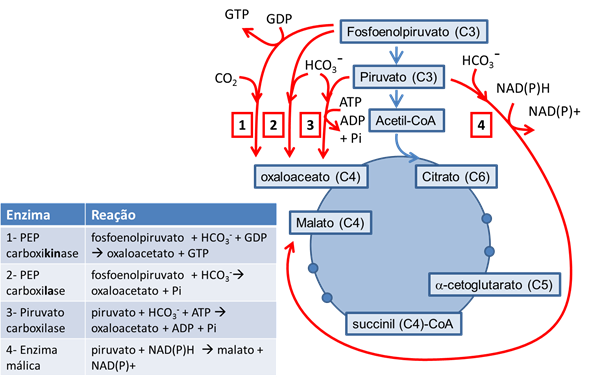 GTP
GDP
Fosfoenolpiruvato (C3)
CO2
HCO3−
Piruvato (C3)
HCO3−
NAD(P)H
NAD(P)+
ATP
ADP
+ Pi
Acetil-CoA
1
2
3
4
oxaloaceato (C4)
Citrato (C6)
Malato (C4)
α-cetoglutarato (C5)
succinil (C4)-CoA
Enzima Reação
1- PEP fosfoenolpiruvato + HCO3- + GDP
carboxikinase → oxaloacetato + GTP
2- PEP fosfoenolpiruvato + HCO3-→
carboxilase oxaloacetato + Pi
3- Piruvato piruvato + HCO3- + ATP →
carboxilase oxaloacetato + ADP + Pi
4- Enzima piruvato + NAD(P)H → malato +
málica NAD(P)+